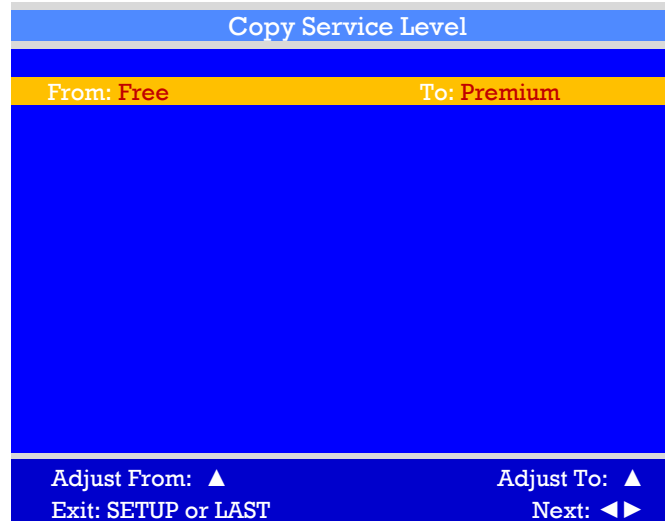 Copy Service Level
From: Free To: Premium
Adjust From: ▲ Adjust To: ▲
Exit: SETUP or LAST Next: ◄►